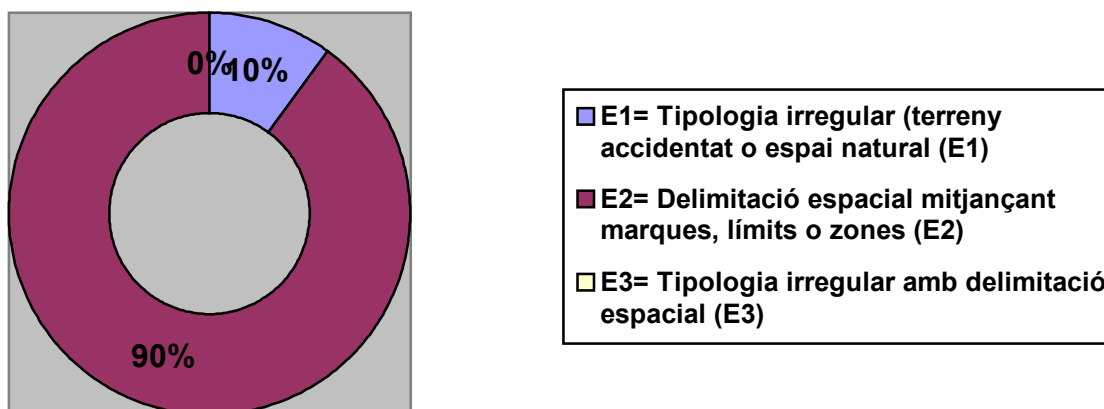 0%
10%
90%
E1= Tipologia irregular (terreny
accidentat o espai natural (E1)
E2= Delimitació espacial mitjançant
marques, límits o zones (E2)
E3= Tipologia irregular amb delimitació
espacial (E3)